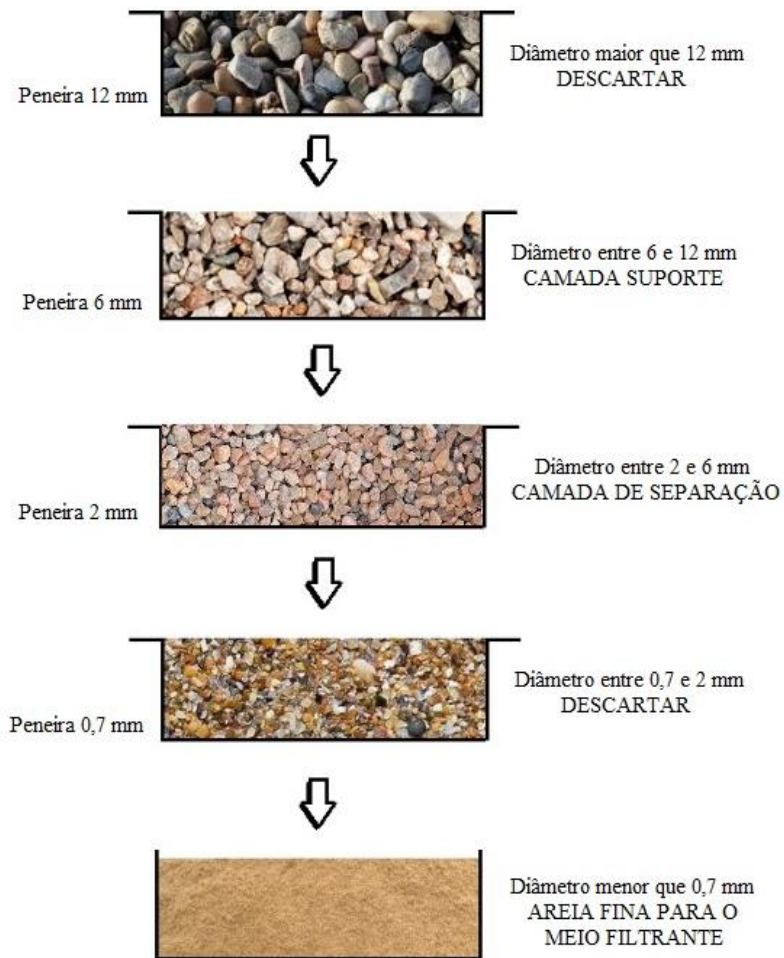 Peneira 12 mm
Diâmetro maior que 12 mm
DESCARTAR
Peneira 6 mm
Diâmetro entre 6 e 12 mm
CAMADA SUPORTE
Peneira 2 mm
Diâmetro entre 2 e 6 mm
CAMADA DE SEPARAÇÃO
Peneira 0,7 mm
Diâmetro entre 0,7 e 2 mm
DESCARTAR
Diâmetro menor que 0,7 mm
AREIA FINA PARA O
MEIO FILTRANTE